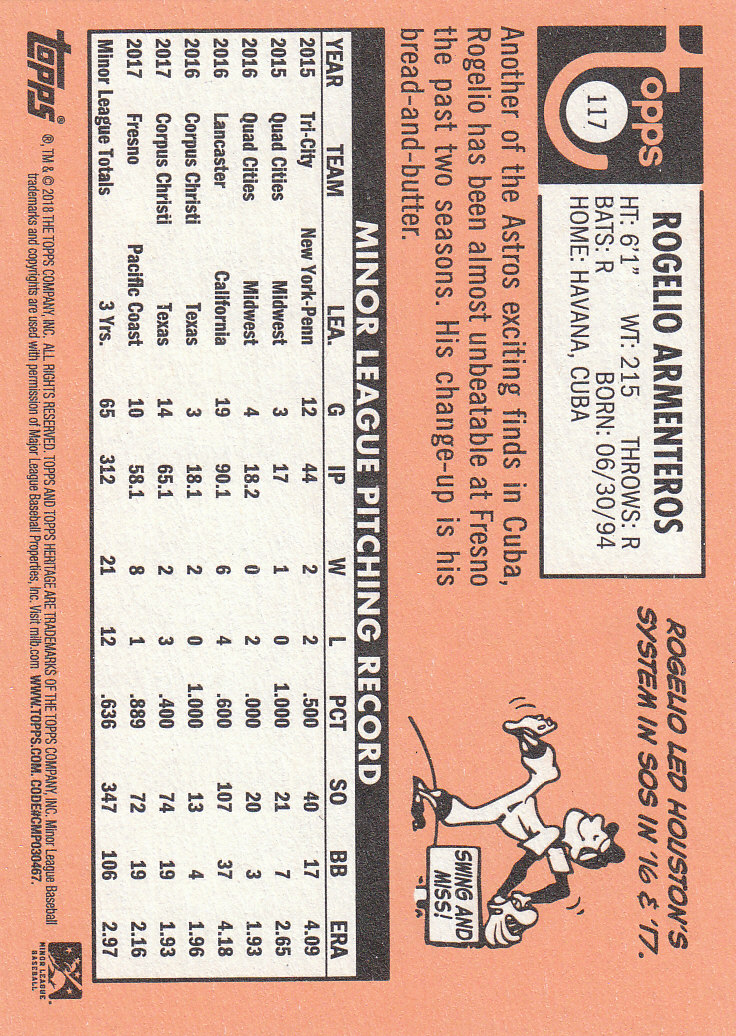 topps
117
ROGELIO ARMENTEROS
HT: 6'1" WT: 215 THROWS: R
BATS: R BORN: 06/30/94
HOME: HAVANA, CUBA
Another of the Astros exciting finds in Cuba,
Rogelio has been almost unbeatable at Fresno
the past two seasons. His change-up is his
bread-and-butter.
ROGELIO LED HOUSTON'S
SYSTEM IN SOS IN '16 & '17.
SWING AND
MISS!
MINOR LEAGUE PITCHING RECORD
YEAR TEAM LEA. G IP W L PCT SO BB ERA
2015 Tri-City New York-Penn 12 44 2 2 .500 40 17 4.09
2015 Quad Cities Midwest 3 17 1 0 1.000 21 7 2.65
2016 Quad Cities Midwest 4 18.2 0 2 .000 20 3 1.93
2016 Lancaster California 19 90.1 6 4 .600 107 37 4.18
2016 Corpus Christi Texas 3 18.1 2 0 1.000 13 4 1.96
2017 Corpus Christi Texas 14 65.1 2 3 .400 74 19 1.93
2017 Fresno Pacific Coast 10 58.1 8 1 .889 72 19 2.16
Minor League Totals 3 Yrs. 65 312 21 12 .636 347 106 2.97
topps®
®, TM & © 2018 THE TOPPS COMPANY, INC. ALL RIGHTS RESERVED. TOPPS AND TOPPS HERITAGE ARE TRADEMARKS OF THE TOPPS COMPANY, INC. Minor League Baseball
trademarks and copyrights are used with permission of Major League Baseball Properties, Inc. Visit milb.com WWW.TOPPS.COM. CODE#CMP030467.
MINOR LEAGUE
BASEBALL